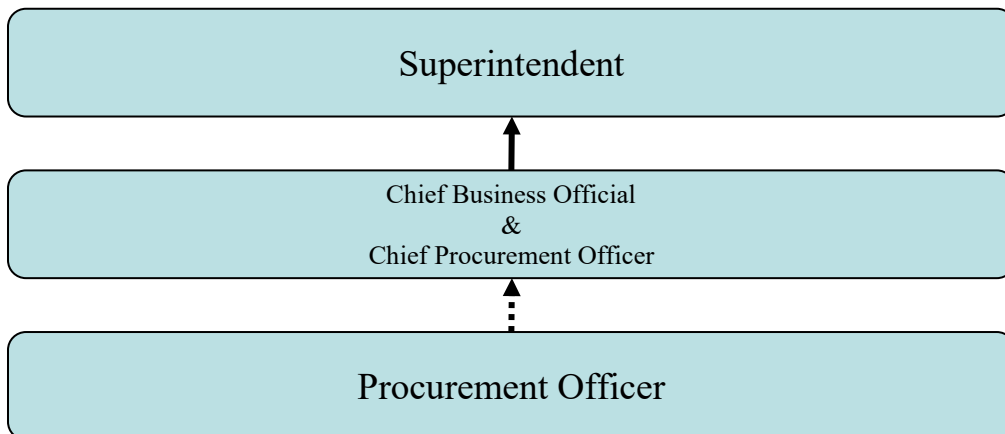 Superintendent
Chief Business Official
&
Chief Procurement Officer
Procurement Officer